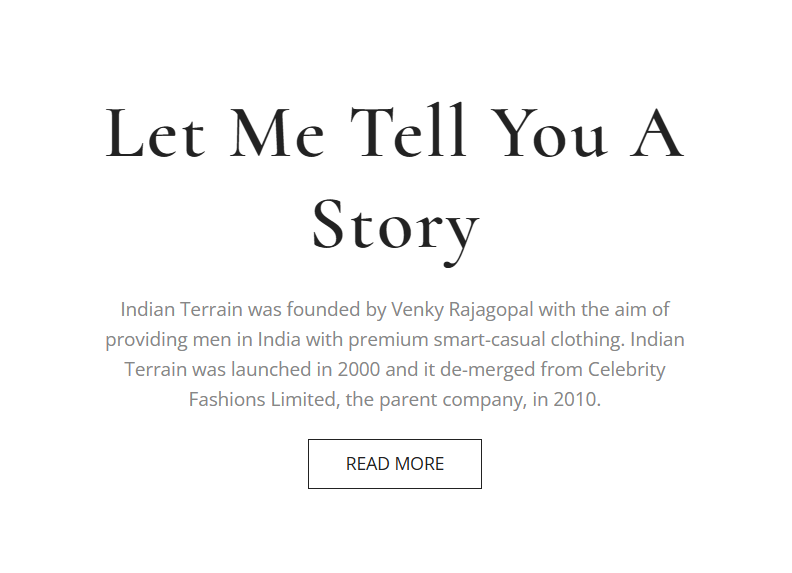 Let Me Tell You A
Story
Indian Terrain was founded by Venky Rajagopal with the aim of
providing men in India with premium smart-casual clothing. Indian
Terrain was launched in 2000 and it de-merged from Celebrity
Fashions Limited, the parent company, in 2010.
READ MORE